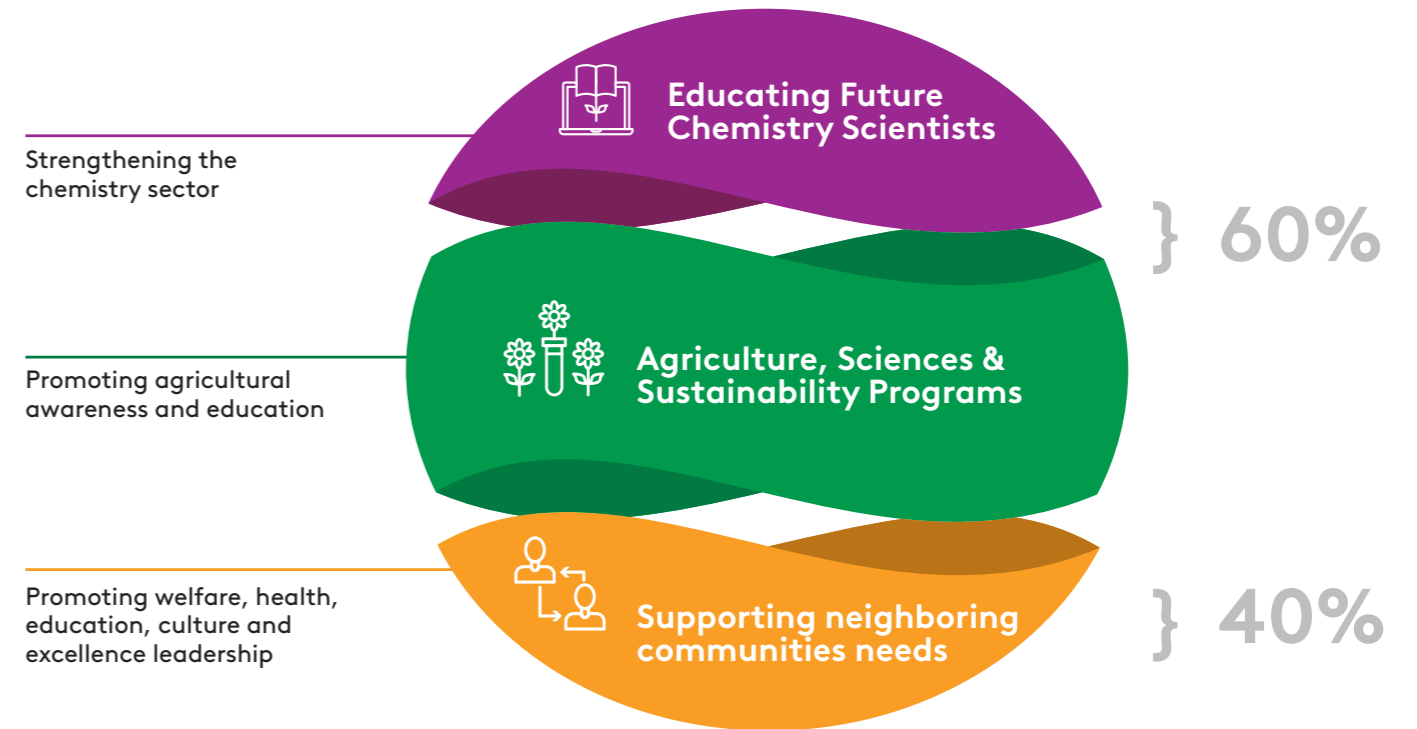 Educating Future
Chemistry Scientists
Strengthening the
chemistry sector
} 60%
Agriculture, Sciences &
Sustainability Programs
Promoting agricultural
awareness and education
Supporting neighboring
communities needs
Promoting welfare, health,
education, culture and
excellence leadership
} 40%